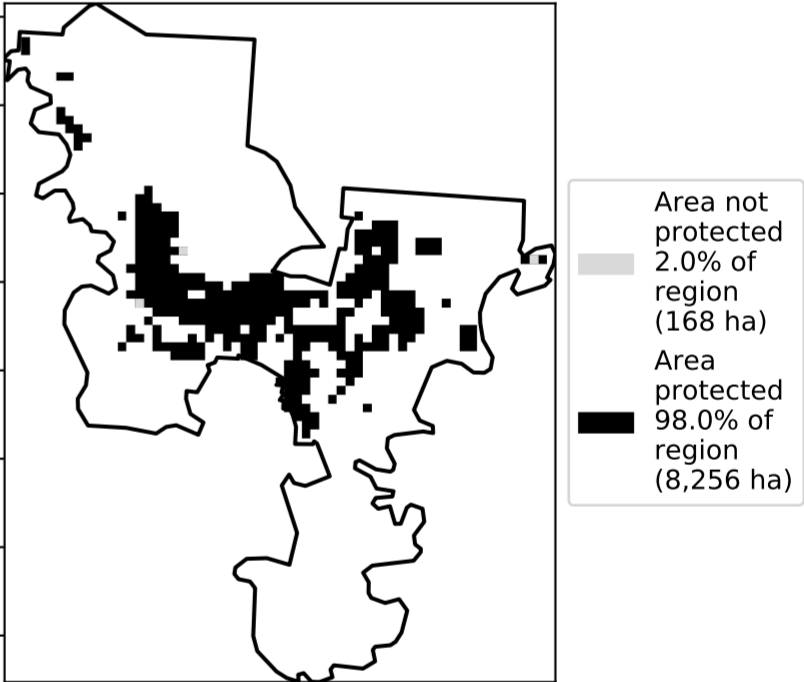 Area not
protected
2.0% of
region
(168 ha)
Area
protected
98.0% of
region
(8,256 ha)